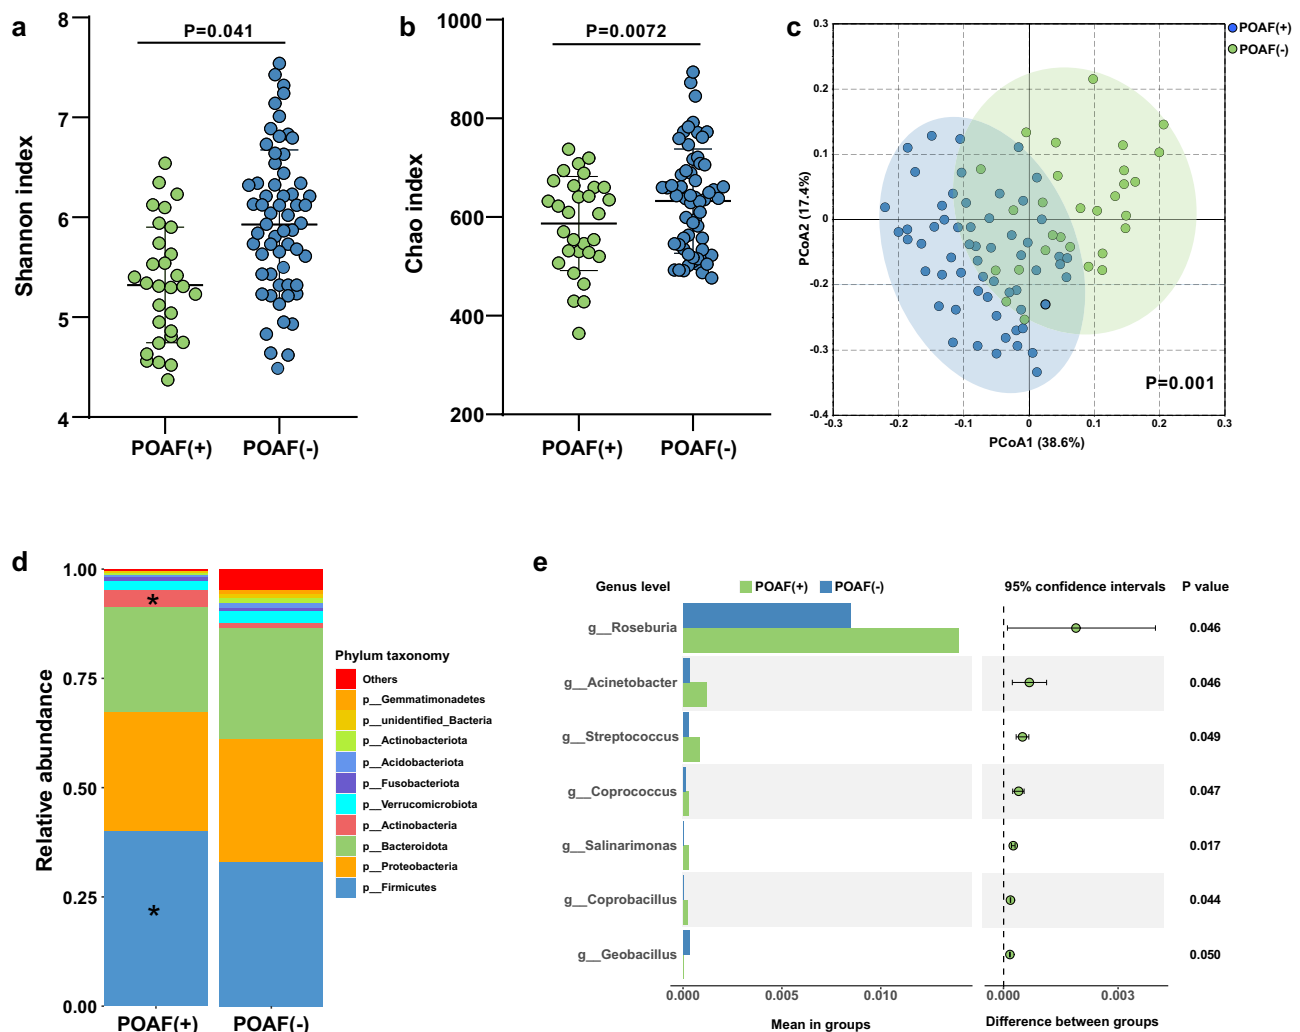 a
P=0.041
8
7
6
5
4
Shannon index
POAF(+)
POAF(-)
b
P=0.0072
1000
800
600
400
200
Chao index
POAF(+)
POAF(-)
c
POAF(+)
POAF(-)
0.3
0.2
0.1
0
-0.1
-0.2
-0.3
-0.4
PCoA2 (17.4%)
P=0.001
-0.3
-0.2
-0.1
0
0.1
0.2
0.3
PCoA1 (38.6%)
d
1.00
0.75
0.50
0.25
0.00
Relative abundance
*
*
POAF(+)
POAF(-)
Phylum taxonomy
Others
p__Gemmatimonadetes
p__unidentified_Bacteria
p__Actinobacteriota
p__Acidobacteriota
p__Fusobacteriota
p__Verrucomicrobiota
p__Actinobacteria
p__Bacteroidota
p__Proteobacteria
p__Firmicutes
e
Genus level
POAF(+)
POAF(-)
95% confidence intervals
P value
g__Roseburia
0.046
g__Acinetobacter
0.046
g__Streptococcus
0.049
g__Coprococcus
0.047
g__Salinarimonas
0.017
g__Coprobacillus
0.044
g__Geobacillus
0.050
0.000
0.005
0.010
0.000
0.003
Mean in groups
Difference between groups